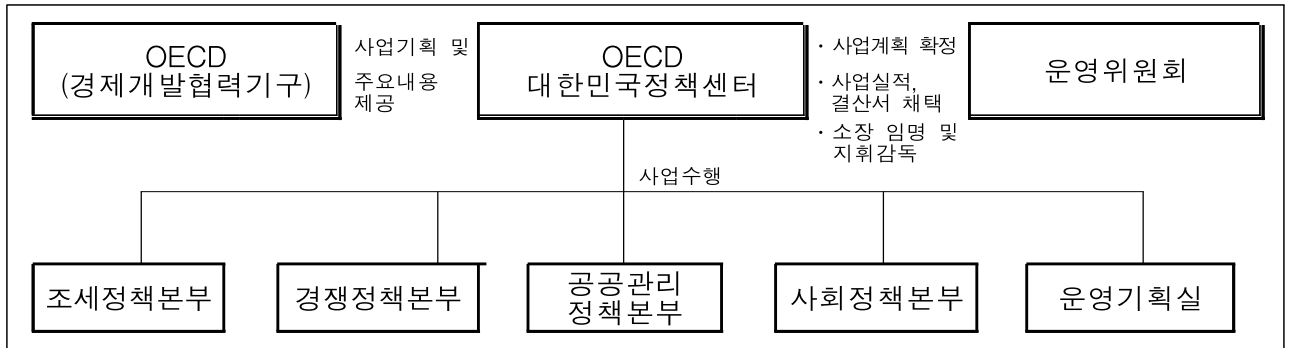 OECD
(경제개발협력기구)
사업기획 및
주요내용
제공
OECD
대한민국정책센터
· 사업계획 확정
· 사업실적,
결산서 채택
· 소장 임명 및
지휘감독
운영위원회
사업수행
조세정책본부
경쟁정책본부
공공관리
정책본부
사회정책본부
운영기획실